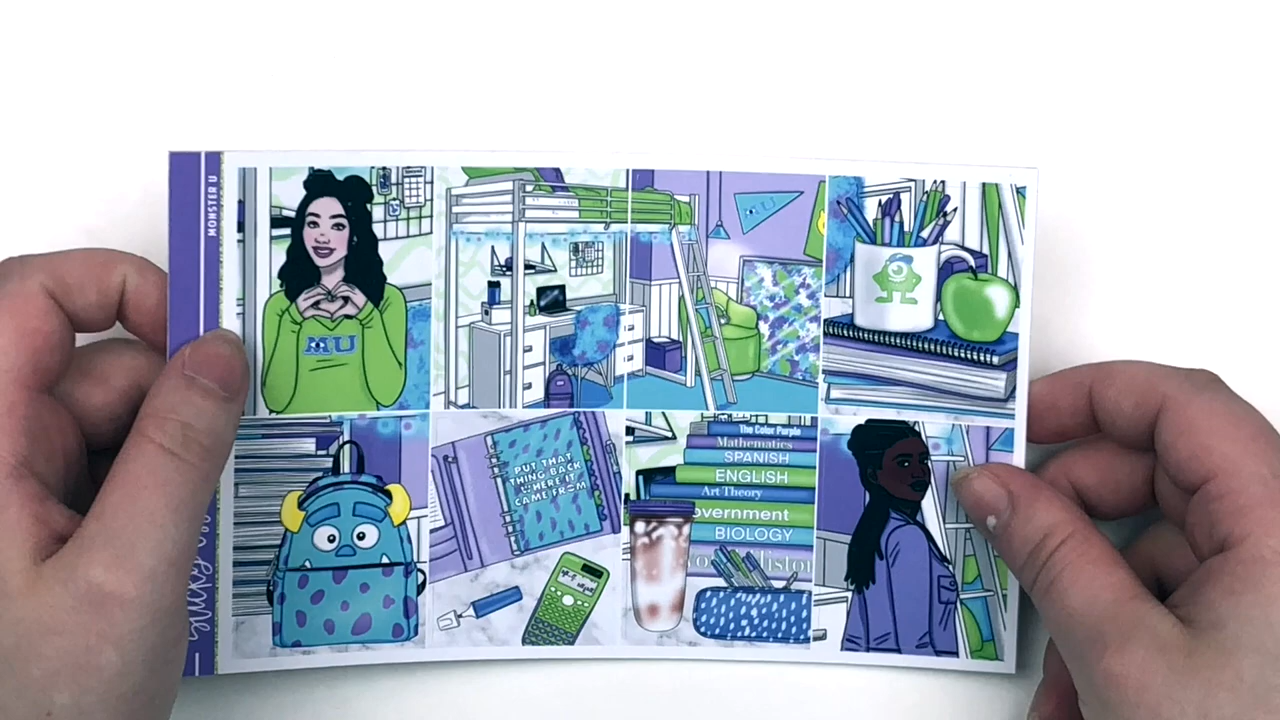 MONSTER U
MU
MU
PUT THAT
THING BACK
WHERE IT
CAME FROM
The Color Purple
Mathematics
SPANISH
ENGLISH
Art Theory
overnment
BIOLOGY